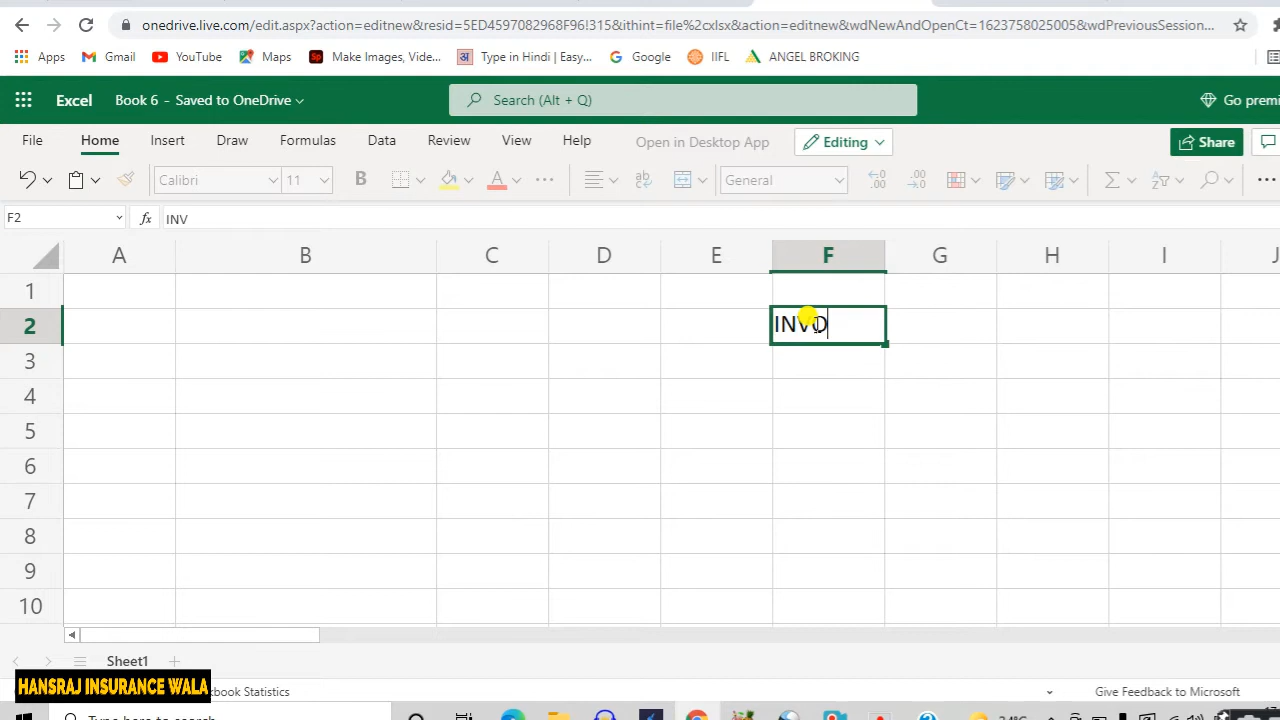 onedrive.live.com/edit.aspx?action=editnew&resid=5ED4597082968F96!315&ithint=file%2cxlsx&action=editnew&wdNewAndOpenCt=1623758025005&wdPreviousSession...
Apps Gmail YouTube Maps Make Images, Vide... Type in Hindi | Easy... Google IIFL ANGEL BROKING
Excel Book 6 - Saved to OneDrive Search (Alt + Q) Go premi
File Home Insert Draw Formulas Data Review View Help Open in Desktop App Editing Share
Calibri 11 B A ab General .00 .00
F2 fx INV
A B C D E F G H I J
1
2 INVO
3
4
5
6
7
8
9
10
Sheet1
HANSRAJ INSURANCE WALA
kbook Statistics Give Feedback to Microsoft